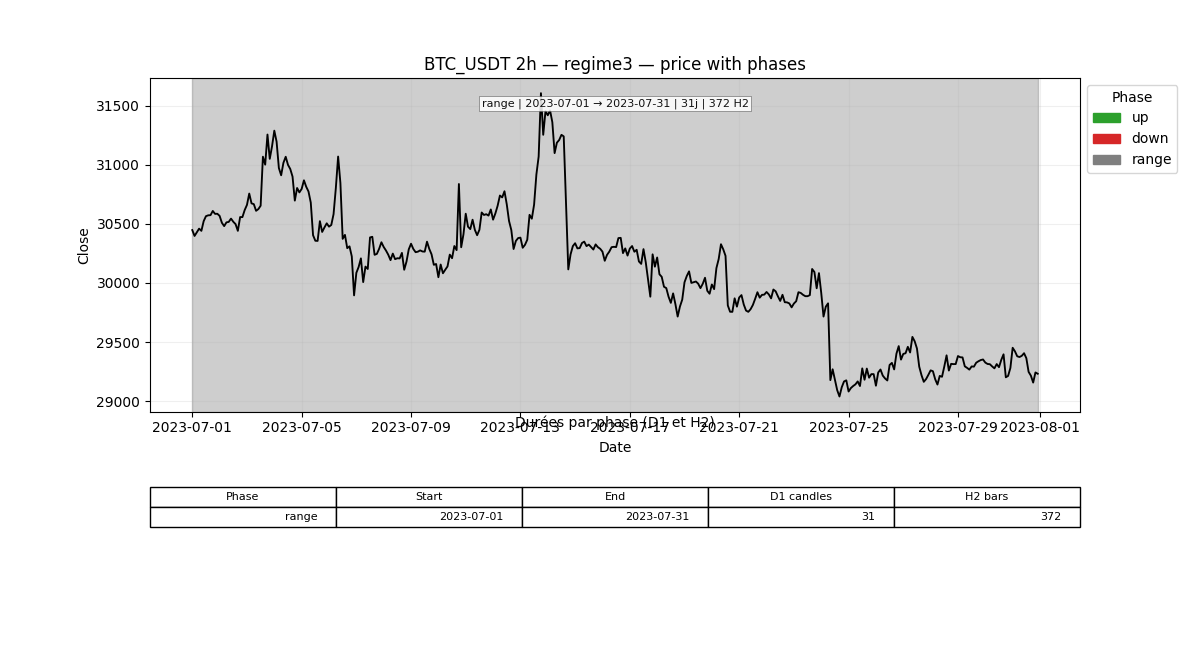 BTC_USDT 2h — regime3 — price with phases
range | 2023-07-01 → 2023-07-31 | 31j | 372 H2
Phase
up
down
range
31500
31000
30500
30000
29500
29000
Close
Durées par phase (D1 et H2)
2023-07-01 2023-07-05 2023-07-09 2023-07-13 2023-07-17 2023-07-21 2023-07-25 2023-07-29 2023-08-01
Date
Phase Start End D1 candles H2 bars
range 2023-07-01 2023-07-31 31 372